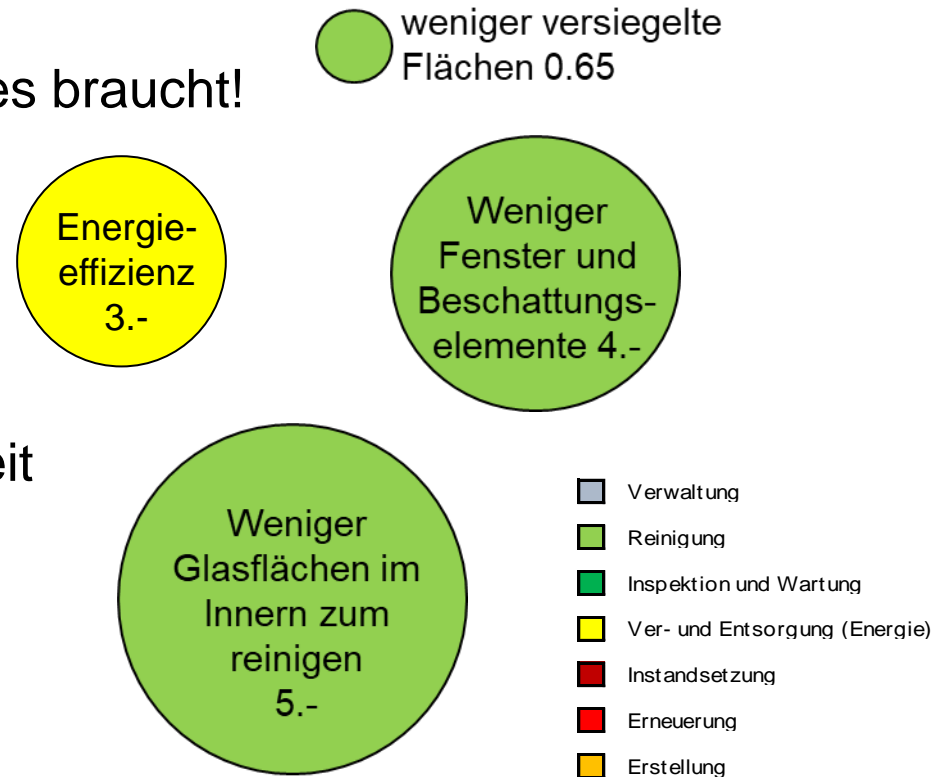 weniger versiegelte
Flächen 0.65
es braucht!
Energie-
effizienz
3.-
Weniger
Fenster und
Beschattungs-
elemente 4.-
eit
Weniger
Glasflächen im
Innern zum
reinigen
5.-
Verwaltung
Reinigung
Inspektion und Wartung
Ver- und Entsorgung (Energie)
Instandsetzung
Erneuerung
Erstellung